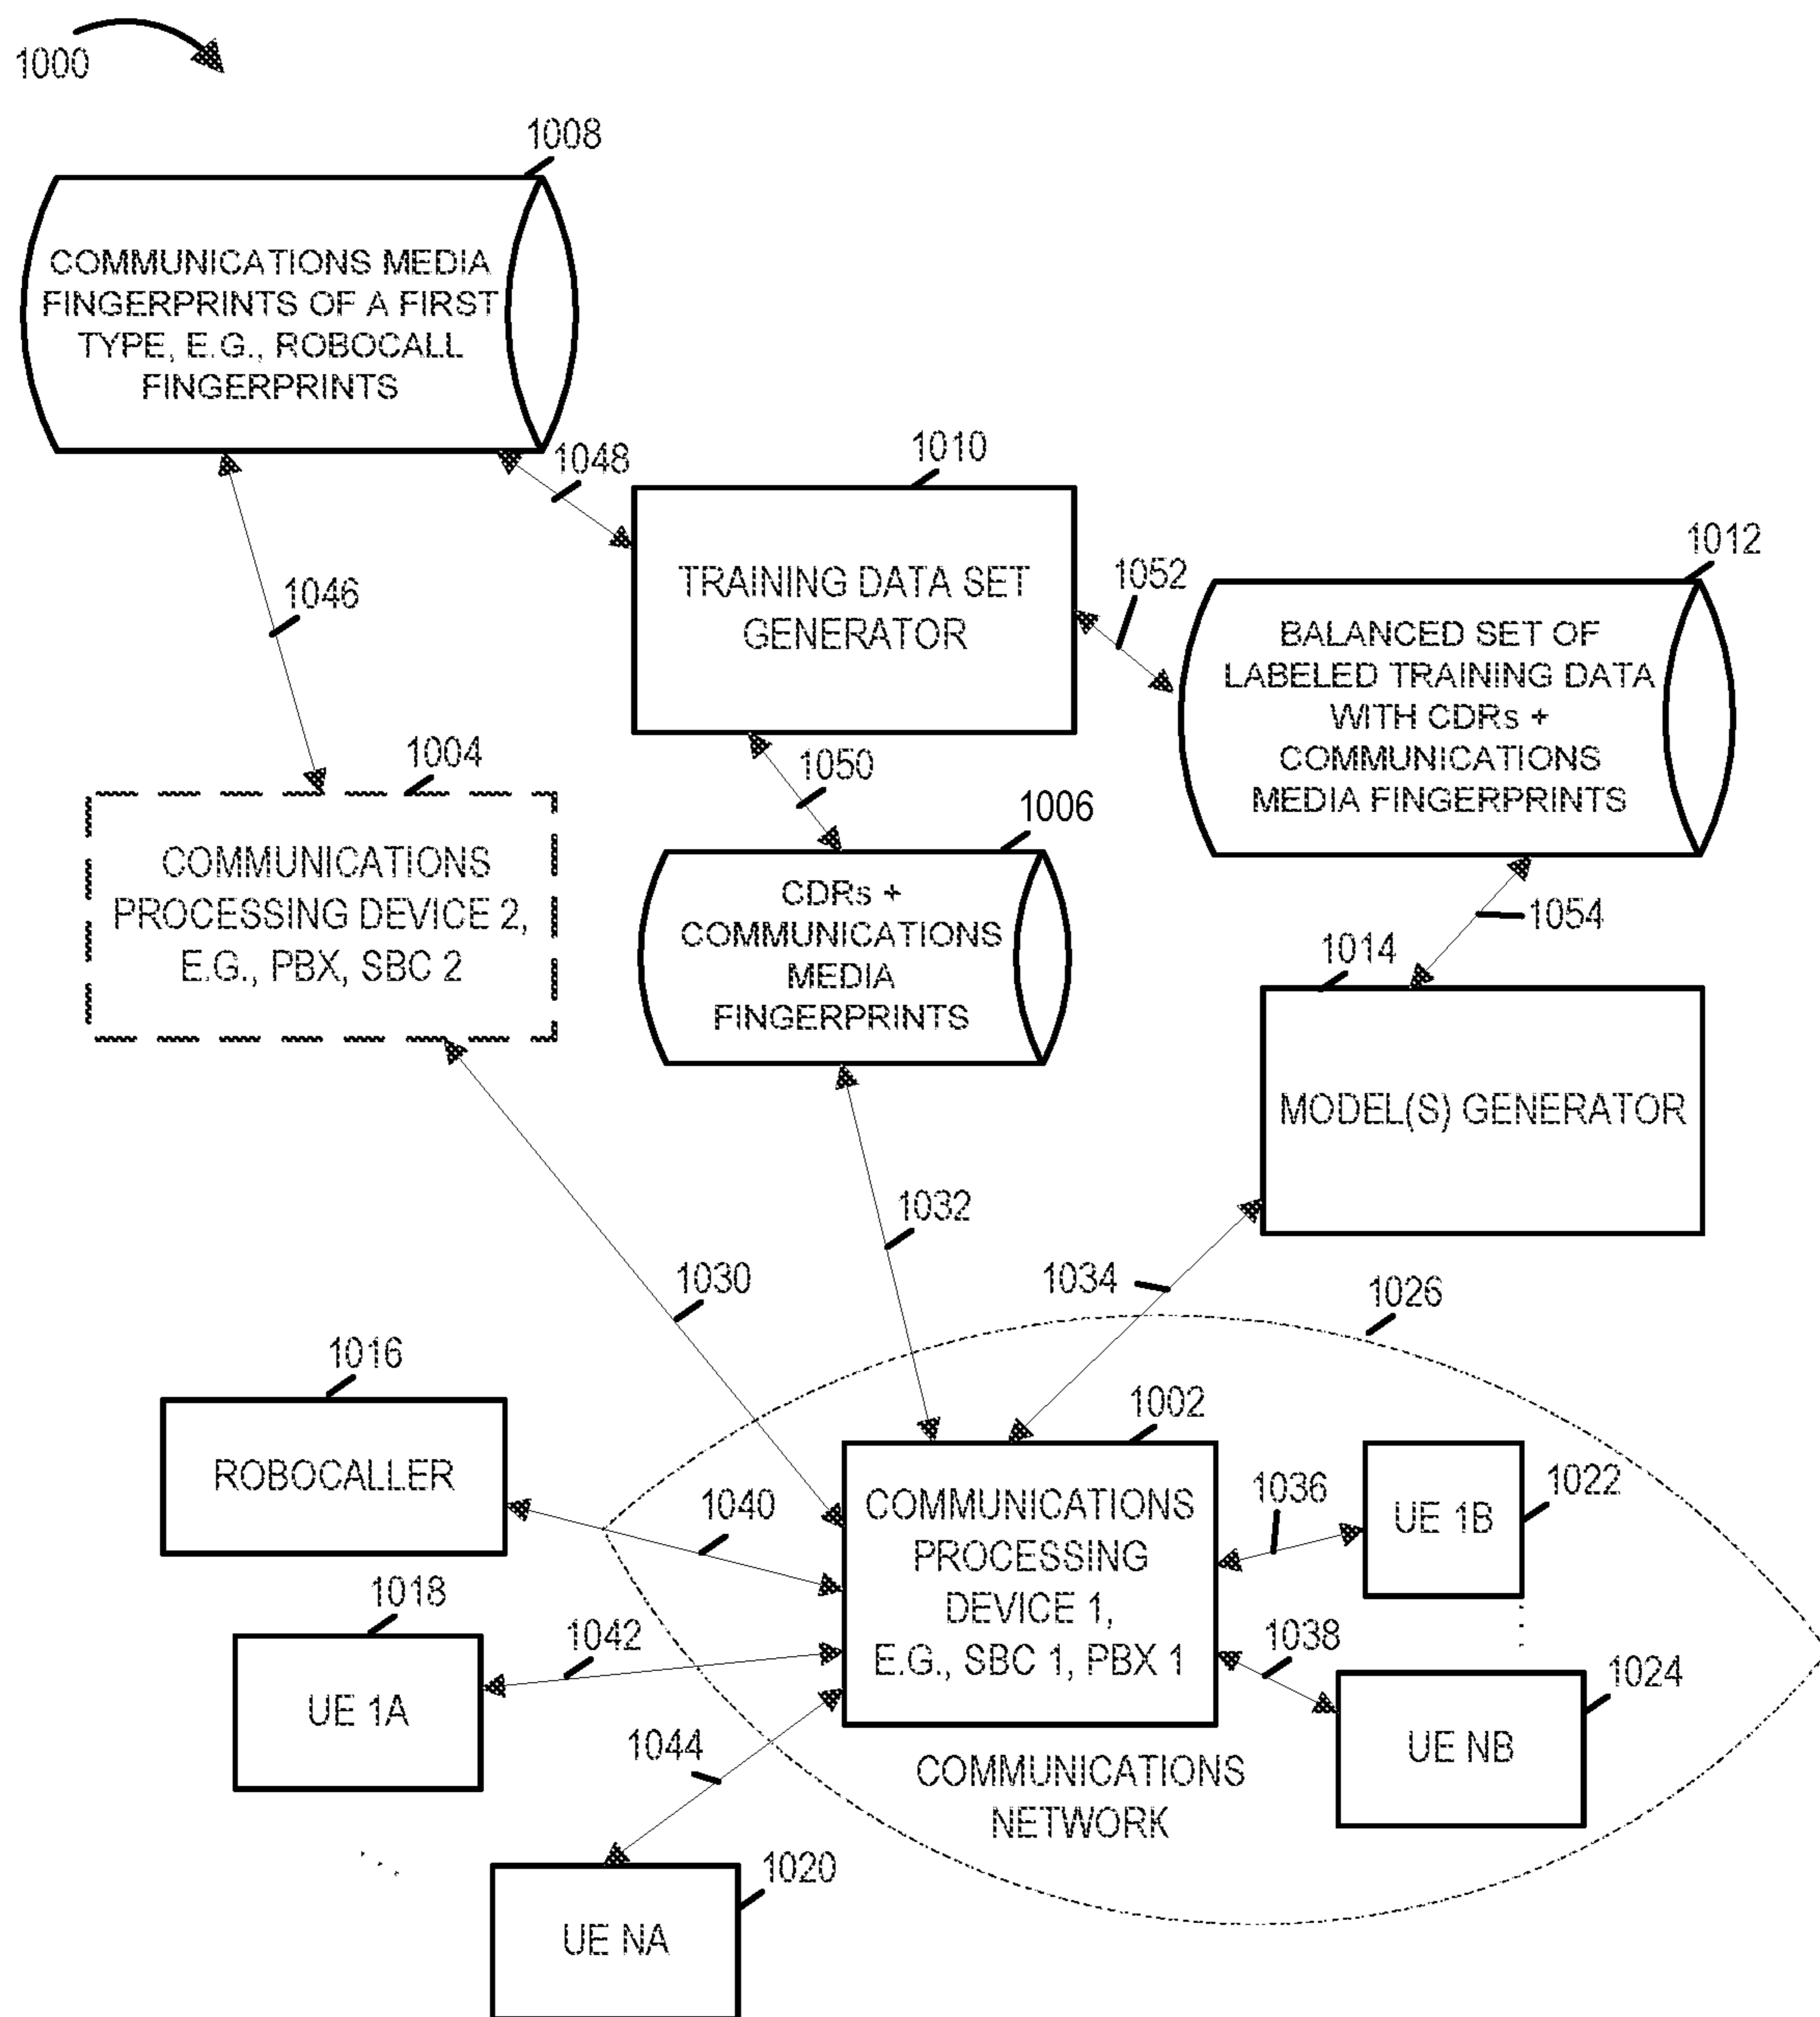 1000
1008
COMMUNICATIONS MEDIA
FINGERPRINTS OF A FIRST
TYPE, E.G., ROBOCALL
FINGERPRINTS
1048
1010
TRAINING DATA SET
GENERATOR
1052
1012
BALANCED SET OF
LABELED TRAINING DATA
WITH CDRs +
COMMUNICATIONS
MEDIA FINGERPRINTS
1046
1004
COMMUNICATIONS
PROCESSING DEVICE 2,
E.G., PBX, SBC 2
1050
1006
CDRs +
COMMUNICATIONS
MEDIA
FINGERPRINTS
1054
1014
MODEL(S) GENERATOR
1032
1030
1034
1026
1016
ROBOCALLER
1040
1002
COMMUNICATIONS
PROCESSING
DEVICE 1,
E.G., SBC 1, PBX 1
1036
UE 1B
1022
1018
UE 1A
1042
1038
1024
UE NB
1044
COMMUNICATIONS
NETWORK
1020
UE NA